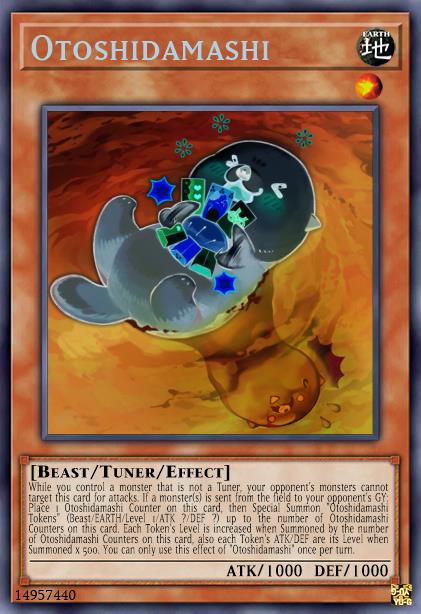 OTOSHIDAMASHI
EARTH
地
[BEAST/TUNER/EFFECT]
While you control a monster that is not a Tuner, your opponent's monsters cannot
target this card for attacks. If a monster(s) is sent from the field to your opponent's GY:
Place 1 Otoshidamashi Counter on this card, then Special Summon "Otoshidamashi
Tokens" (Beast/EARTH/Level 1/ATK ?/DEF ?) up to the number of Otoshidamashi
Counters on this card. Each Token's Level is increased when Summoned by the number
of Otoshidamashi Counters on this card, also each Token's ATK/DEF are its Level when
Summoned x 500. You can only use this effect of "Otoshidamashi" once per turn.
ATK/1000 DEF/1000
14957440